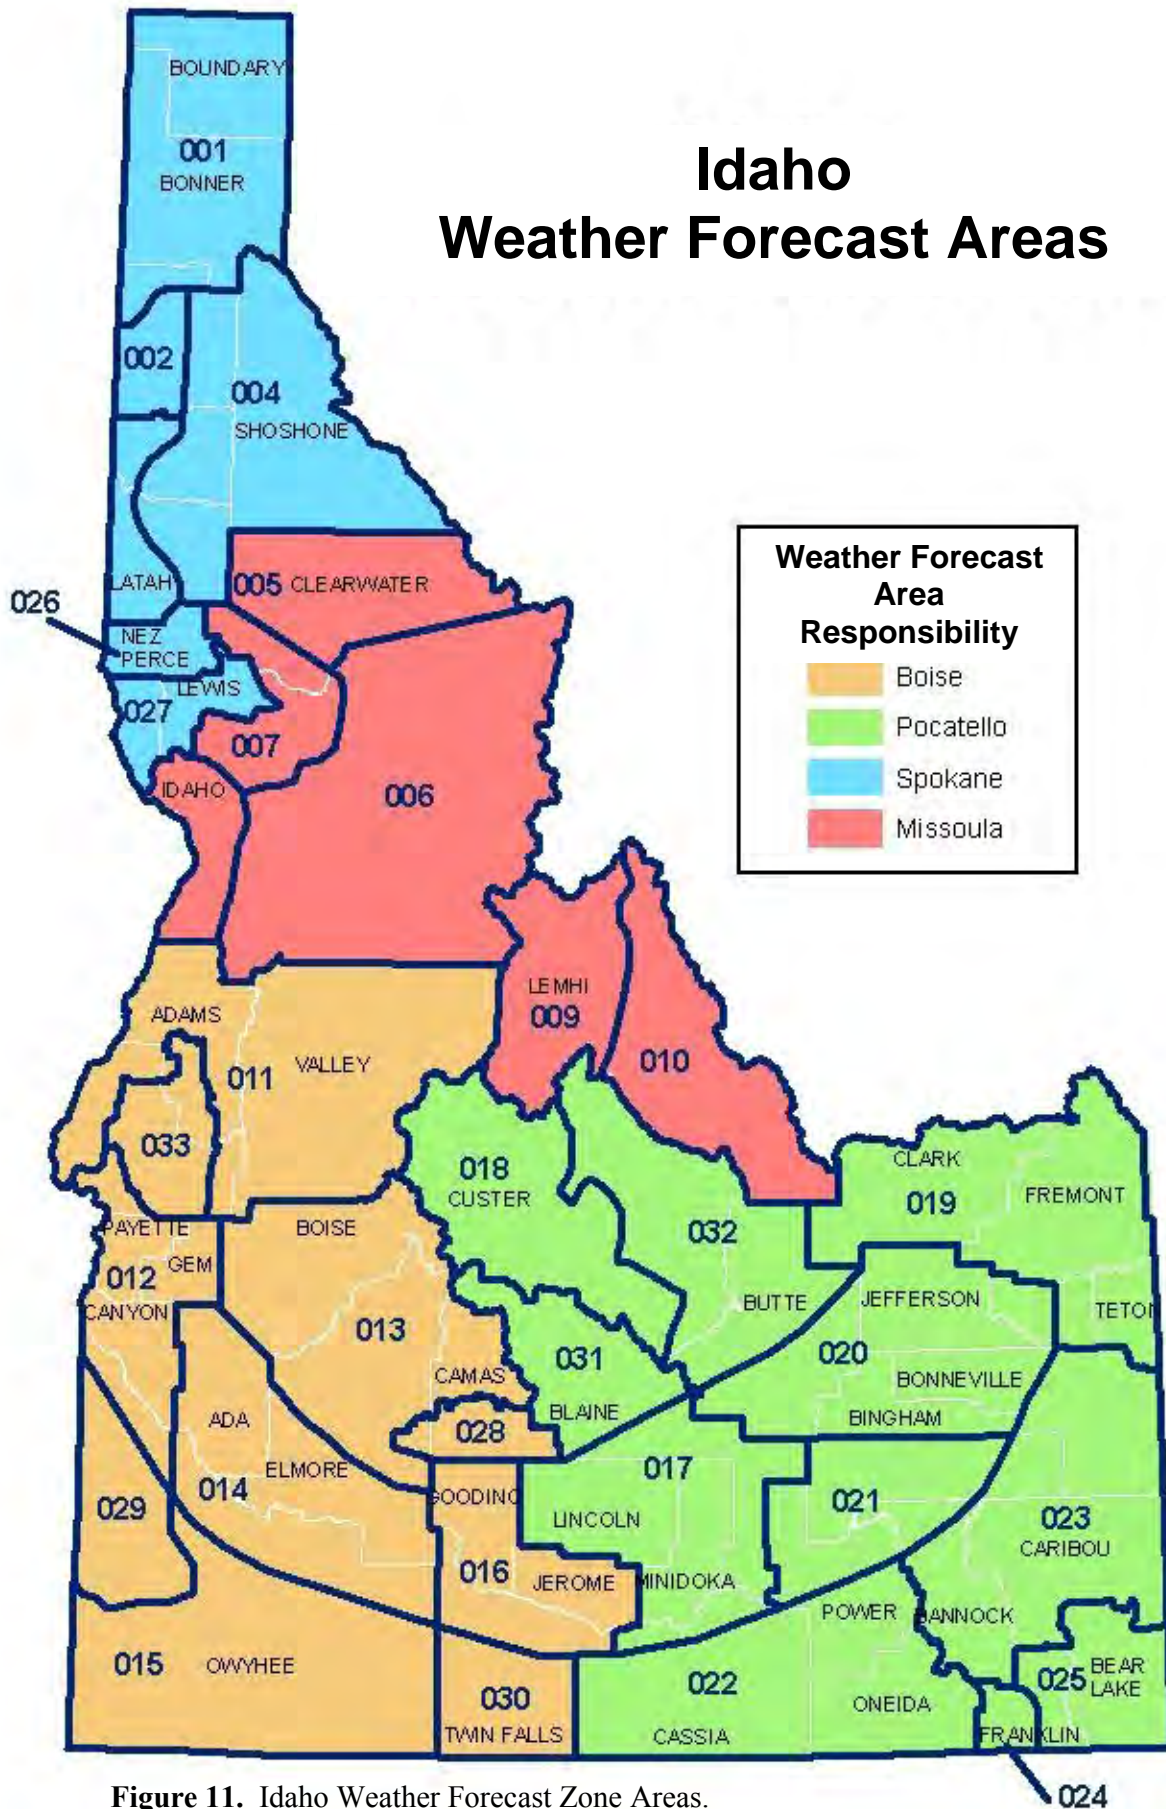 BOUNDARY
001
BONNER
Idaho
Weather Forecast Areas
002
004
SHOSHONE
Weather Forecast
Area
Responsibility
Boise
Pocatello
Spokane
Missoula
LATAH
005 CLEARWATER
026
NEZ
PERCE
LEWIS
027
007
IDAHO
006
LEMHI
009
010
ADAMS
011
VALLEY
033
018
CUSTER
CLARK
019
FREMONT
032
PAYETTE
BOISE
GEM
012
CANYON
BUTTE
JEFFERSON
TETON
013
031
020
CAMAS
BONNEVILLE
ADA
028
BLAINE
BINGHAM
ELMORE
017
014
GOODING
029
LINCOLN
021
023
CARIBOU
016
JEROME
MINIDOKA
POWER
BANNOCK
015
OWYHEE
022
025
BEAR
LAKE
030
TWIN FALLS
CASSIA
ONEIDA
FRANKLIN
024
Figure 11. Idaho Weather Forecast Zone Areas.